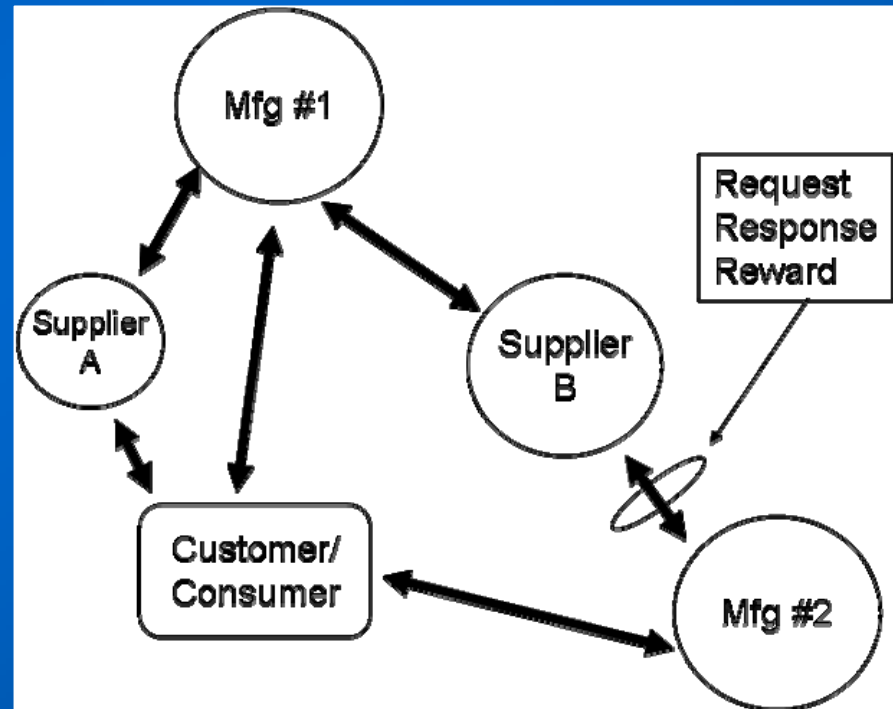 Mfg #1
Request
Response
Reward
Supplier
A
Supplier
B
Customer/
Consumer
Mfg #2